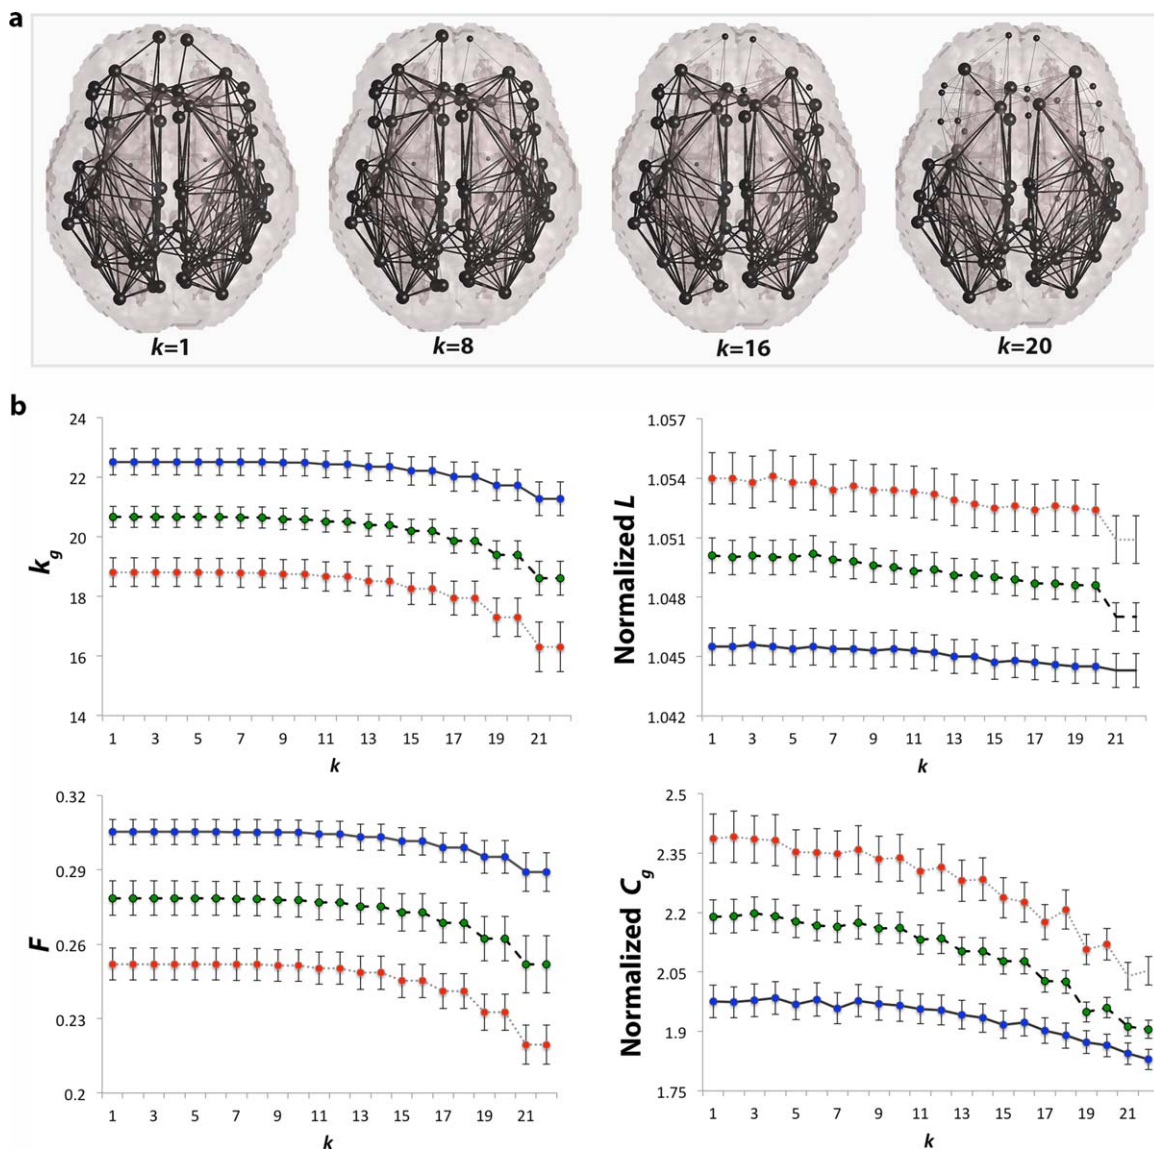 a
k=1 k=8 k=16 k=20
b
k_g
24
22
20
18
16
14
1 3 5 7 9 11 13 15 17 19 21
k
Normalized L
1.057
1.054
1.051
1.048
1.045
1.042
1 3 5 7 9 11 13 15 17 19 21
k
F
0.32
0.29
0.26
0.23
0.2
1 3 5 7 9 11 13 15 17 19 21
k
Normalized C_g
2.5
2.35
2.2
2.05
1.9
1.75
1 3 5 7 9 11 13 15 17 19 21
k